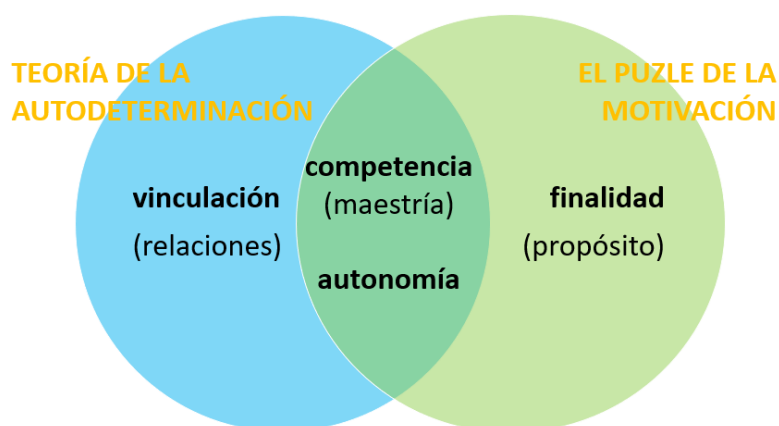 TEORÍA DE LA
AUTODETERMINACIÓN
EL PUZLE DE LA
MOTIVACIÓN
vinculación
(relaciones)
competencia
(maestría)
autonomía
finalidad
(propósito)